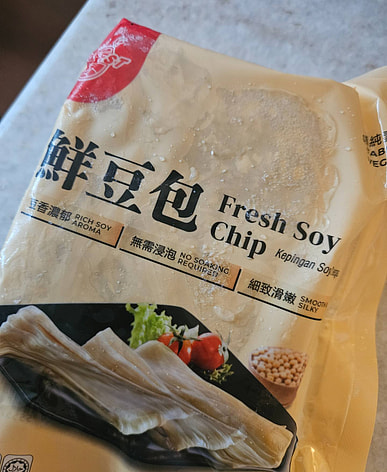 鮮豆包
Fresh Soy
Chip
Kepingan Soya
豆香濃郁
RICH SOY
AROMA
無需浸泡
NO SOAKING
REQUIRED
細致滑嫩
SMOOTH
SILKY